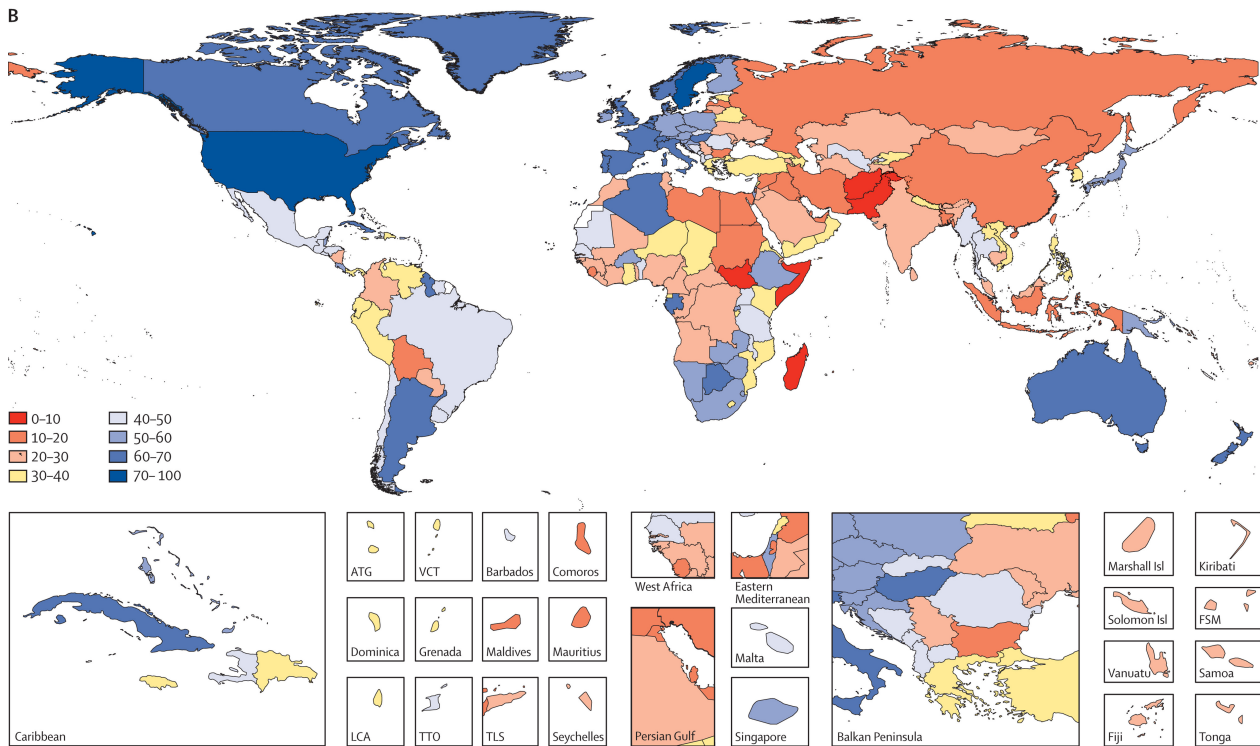 B
0–10
10–20
20–30
30–40
40–50
50–60
60–70
70–100
Caribbean
ATG
VCT
Barbados
Comoros
Dominica
Grenada
Maldives
Mauritius
LCA
TTO
TLS
Seychelles
West Africa
Eastern
Mediterranean
Persian Gulf
Malta
Singapore
Balkan Peninsula
Marshall Isl
Kiribati
Solomon Isl
FSM
Vanuatu
Samoa
Fiji
Tonga